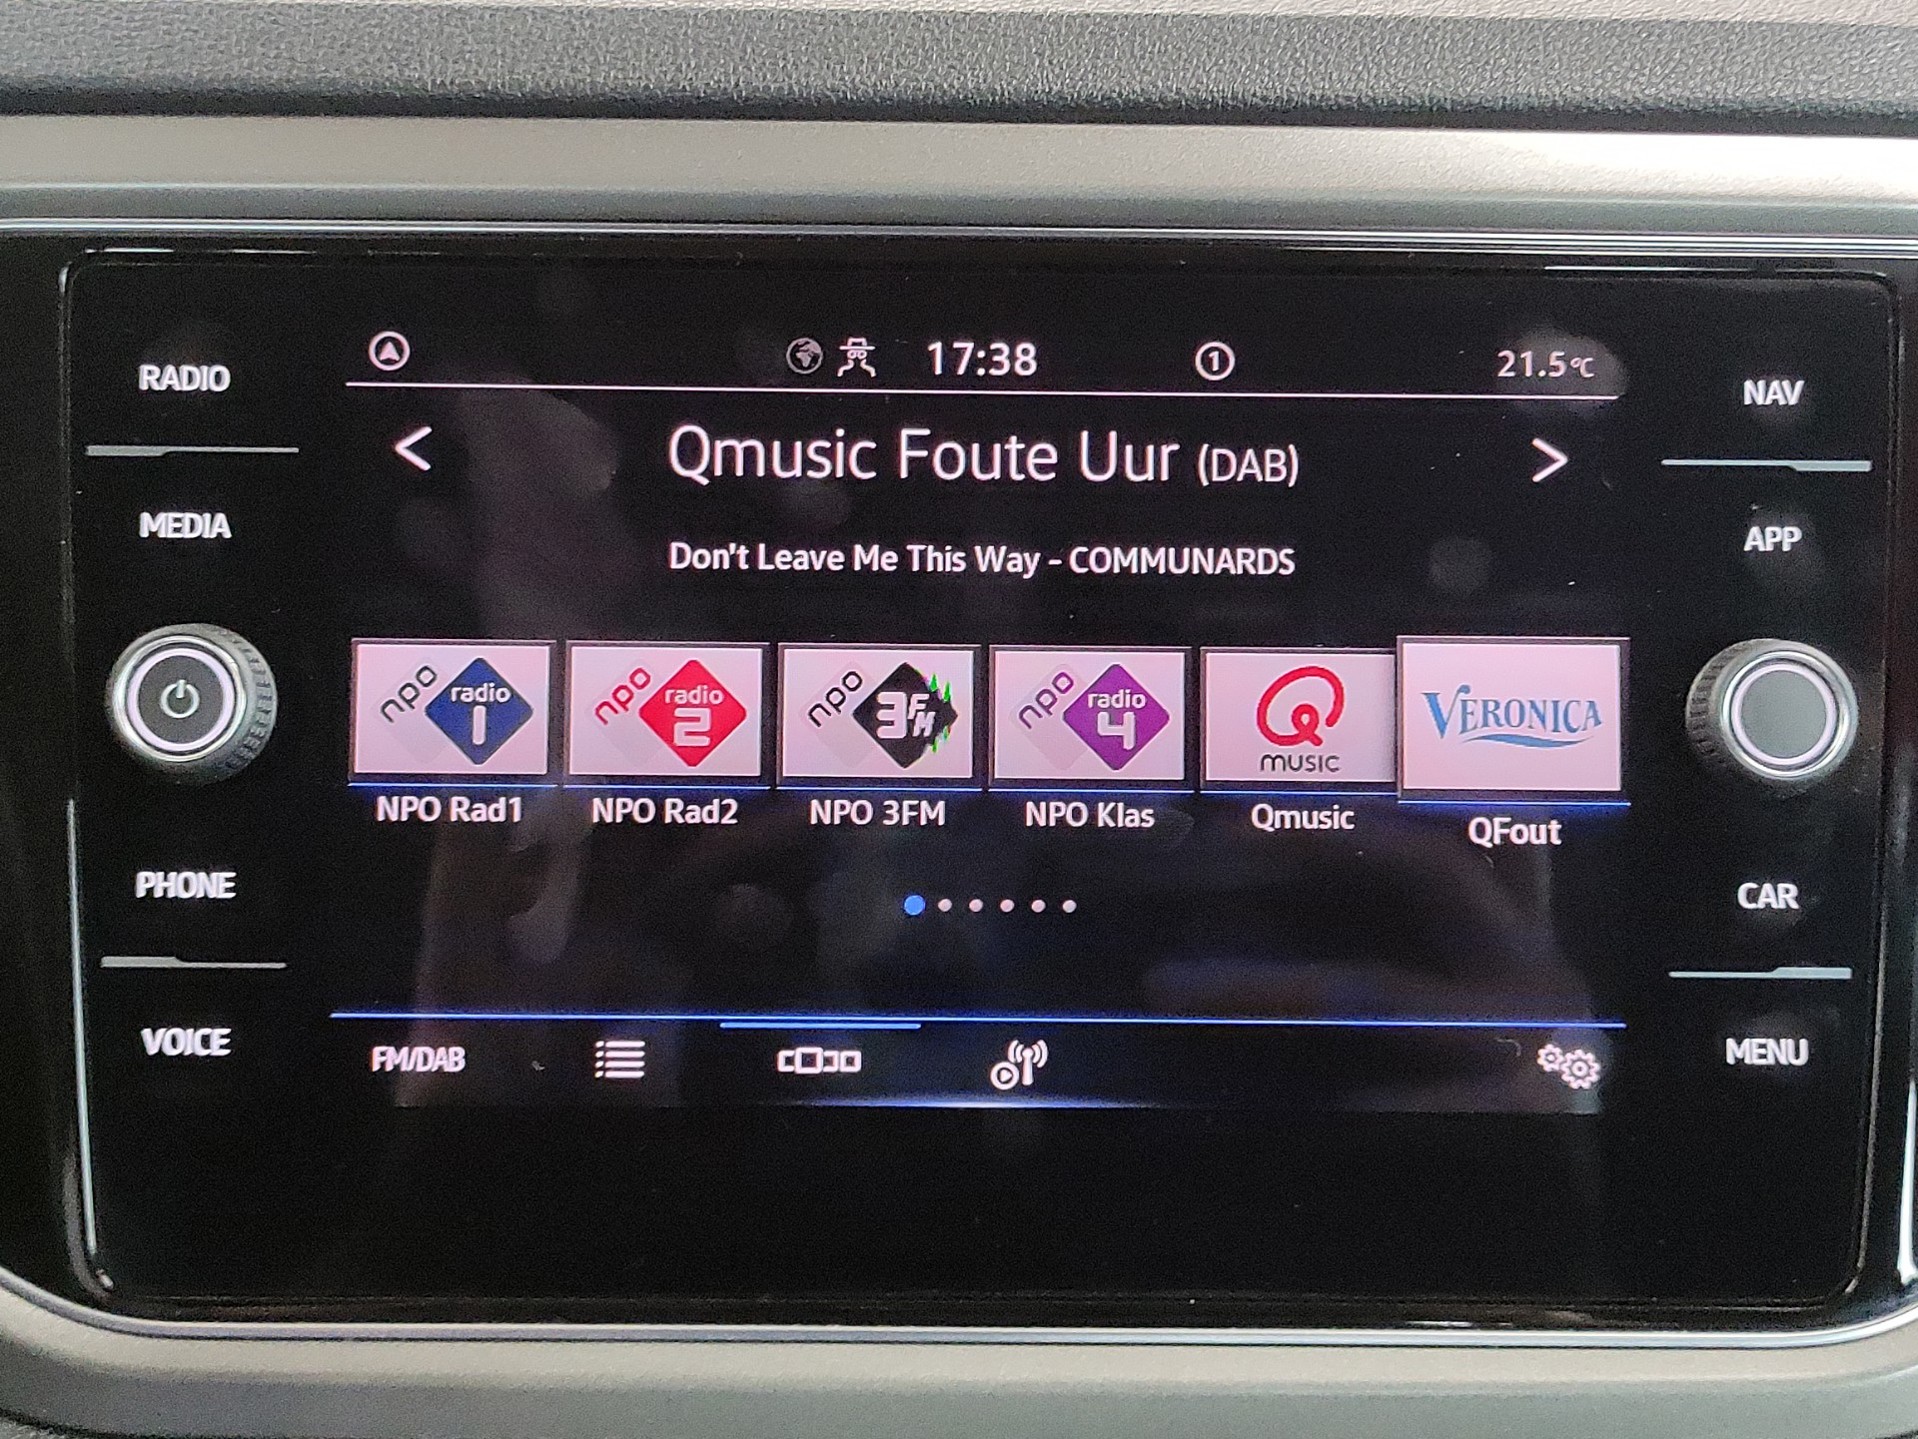 RADIO
MEDIA
PHONE
VOICE
17:38
1
21.5°C
< Qmusic Foute Uur (DAB) >
Don't Leave Me This Way - COMMUNARDS
npo radio 1
npo radio 2
npo 3FM
npo radio 4
Q MUSIC
VERONICA
NPO Rad1
NPO Rad2
NPO 3FM
NPO Klas
Qmusic
QFout
FM/DAB
NAV
APP
CAR
MENU